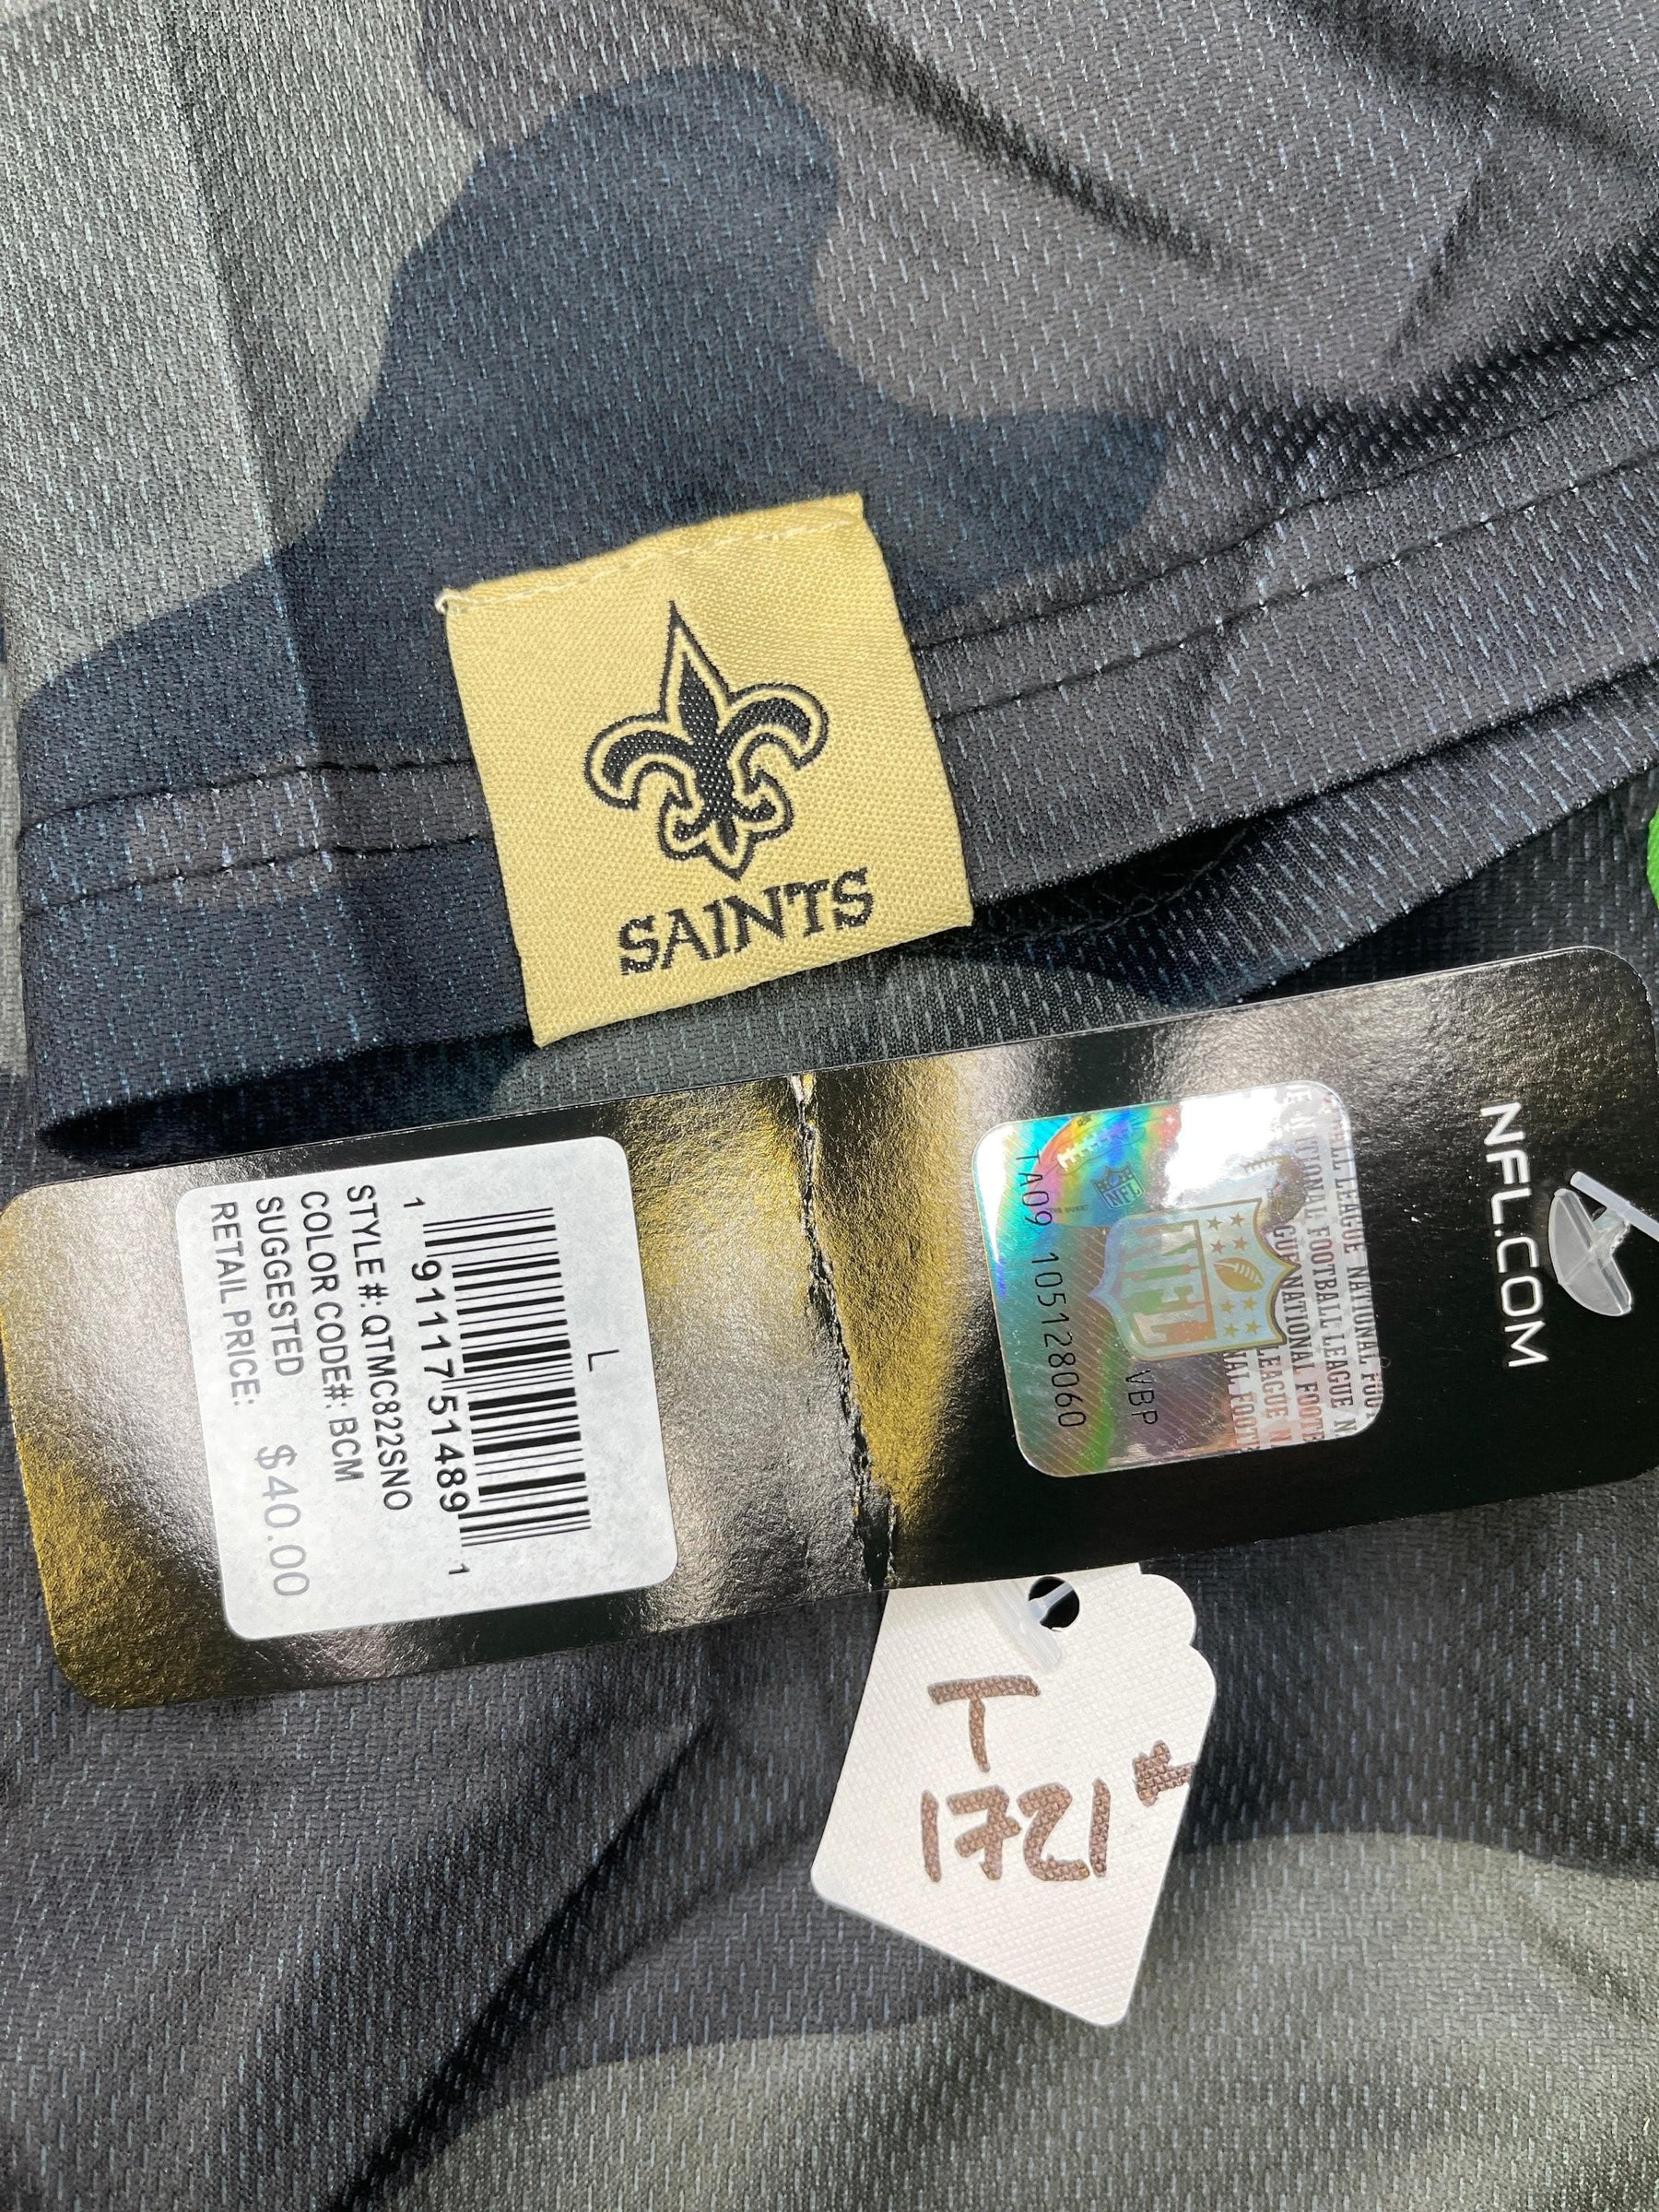 SAINTS
NFL.COM
NFL
TA09 105128060
VBP
NFL
L
1 91117 51489 1
STYLE #: QTMC822SNO
COLOR CODE#: BCM
SUGGESTED
RETAIL PRICE: $40.00
T
1721